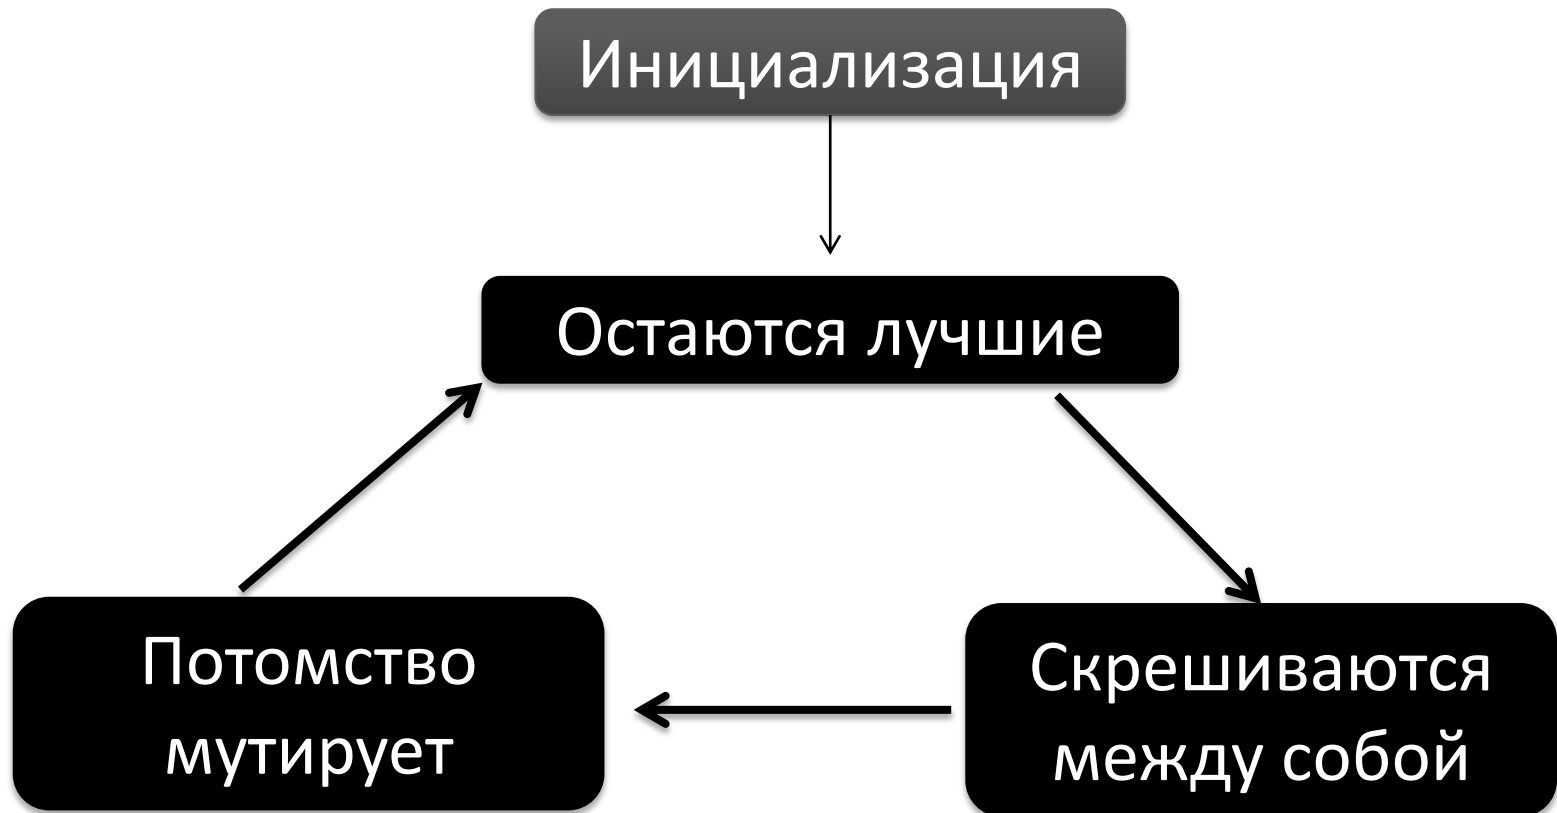 Инициализация
Остаются лучшие
Потомство
мутирует
Скрешиваются
между собой